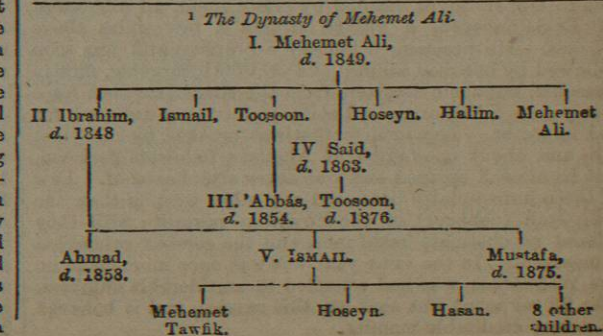 ¹ The Dynasty of Mehemet Ali.
I. Mehemet Ali,
d. 1849.
II Ibrahim, Ismail, Toosoon. Hoseyn. Halim. Mehemet
d. 1848 Ali.
IV Said,
d. 1863.
III. 'Abbás, Toosoon,
d. 1854. d. 1876.
Ahmad, V. ISMAIL. Mustafa,
d. 1858. d. 1875.
Mehemet Hoseyn. Hasan. 8 other
Tawfik. children.